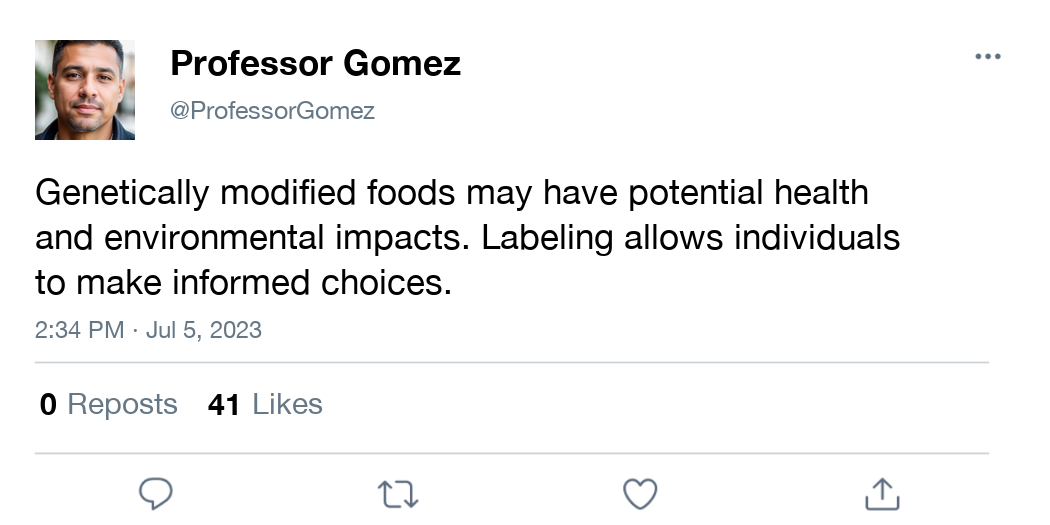 Professor Gomez
@ProfessorGomez
Genetically modified foods may have potential health
and environmental impacts. Labeling allows individuals
to make informed choices.
2:34 PM · Jul 5, 2023
0 Reposts 41 Likes